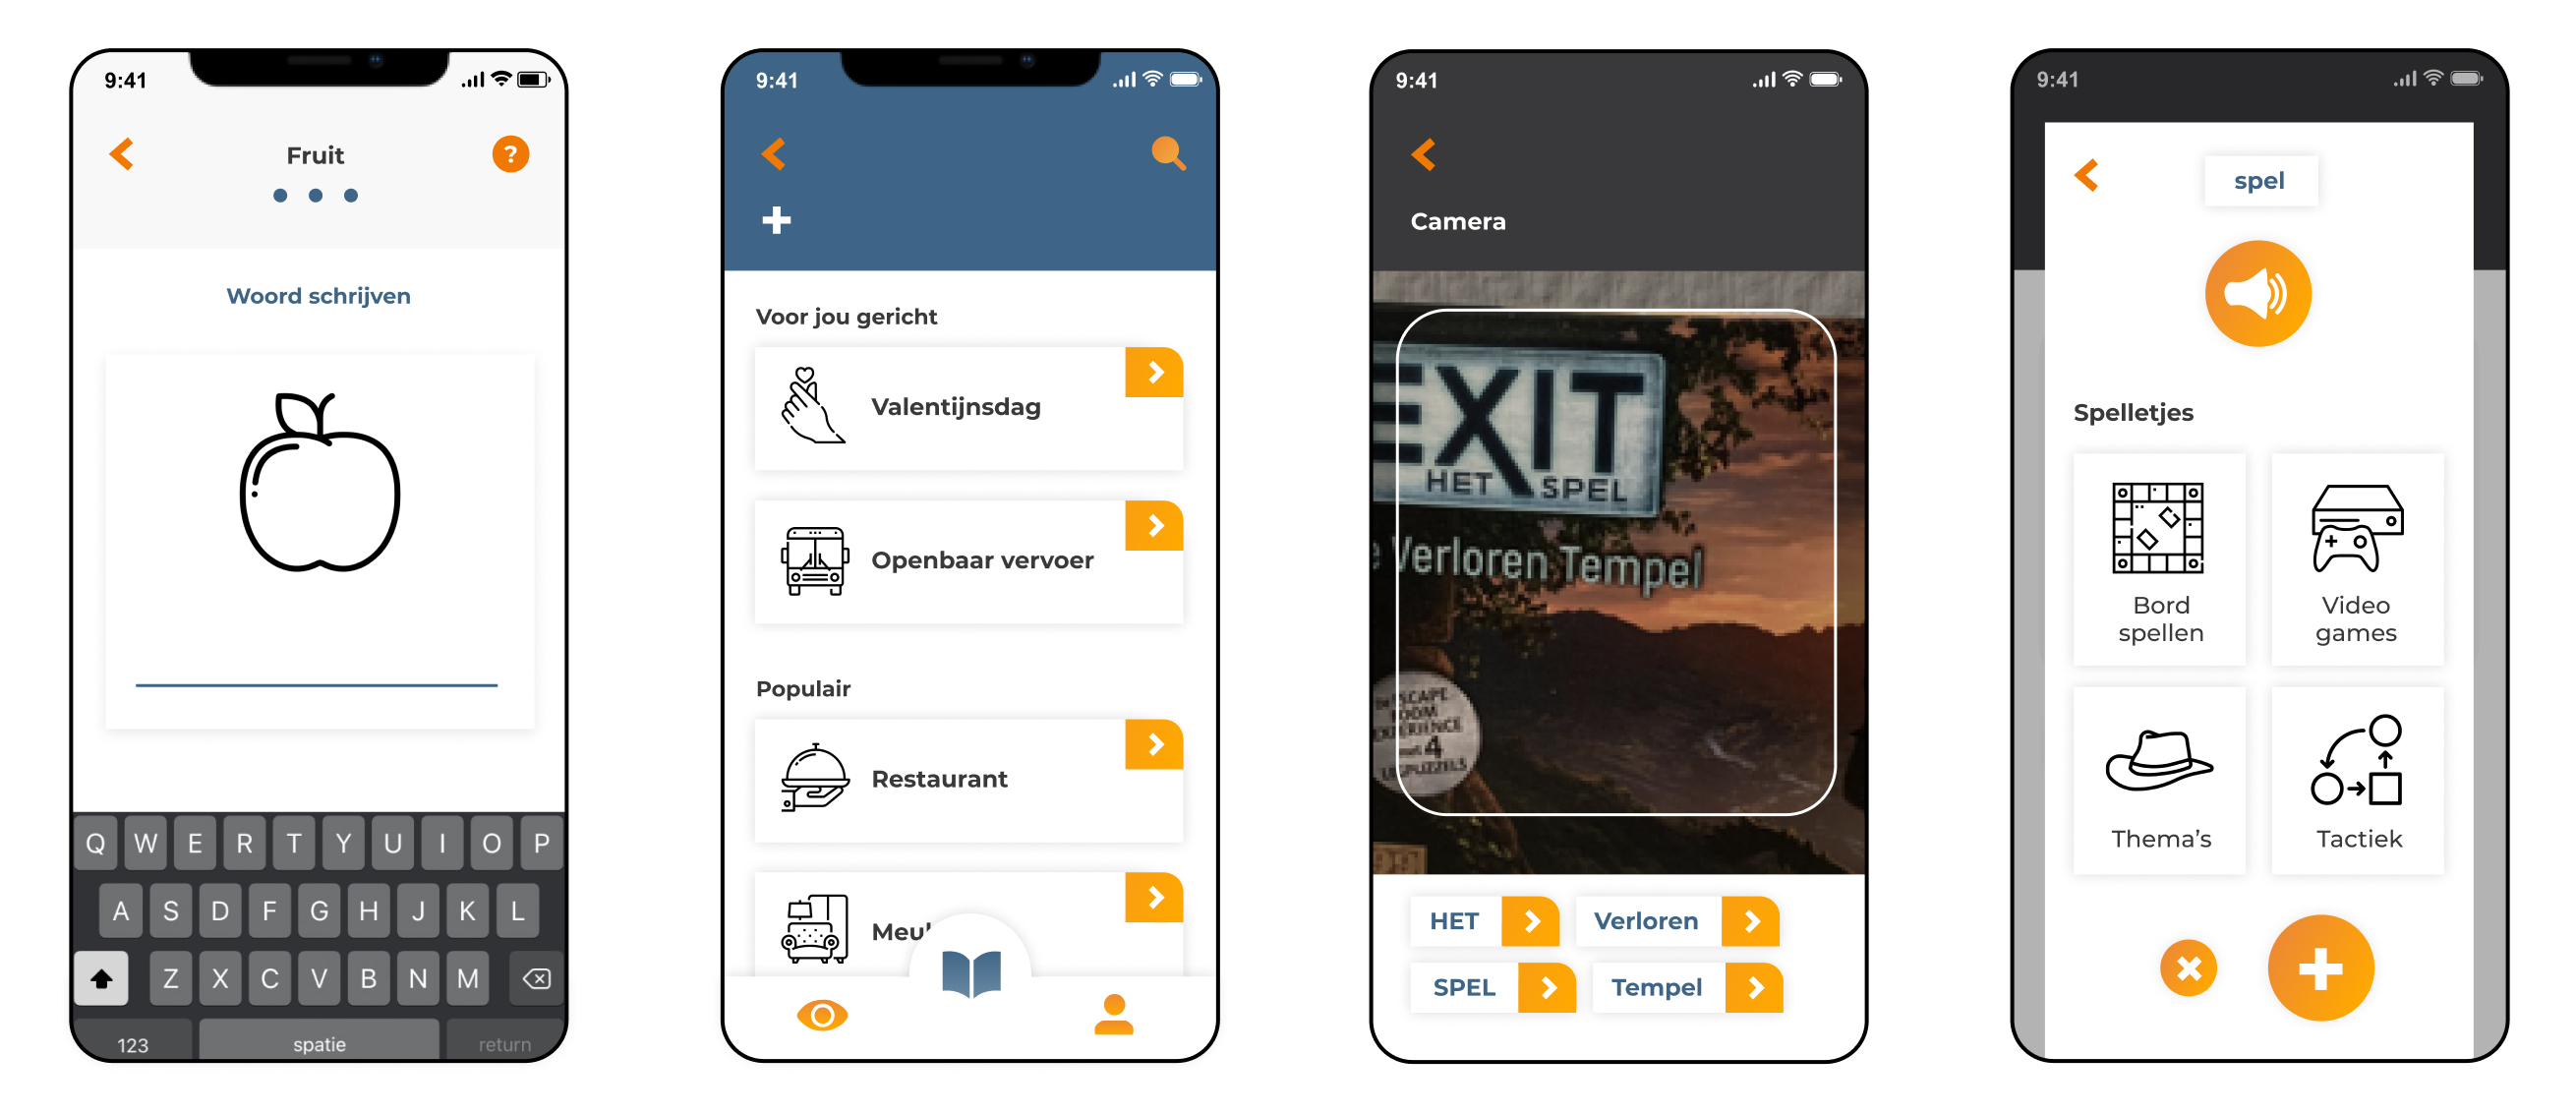 9:41
Fruit
?
Woord schrijven
Q W E R T Y U I O P
A S D F G H J K L
Z X C V B N M
123 spatie return
9:41
Voor jou gericht
Valentijnsdag
Openbaar vervoer
Populair
Restaurant
Meu
9:41
Camera
EXIT
HET SPEL
Verloren Tempel
ESCAPE
ROOM
EXPERIENCE
met 4
HET
Verloren
SPEL
Tempel
9:41
spel
Spelletjes
Bord
spellen
Video
games
Thema's
Tactiek